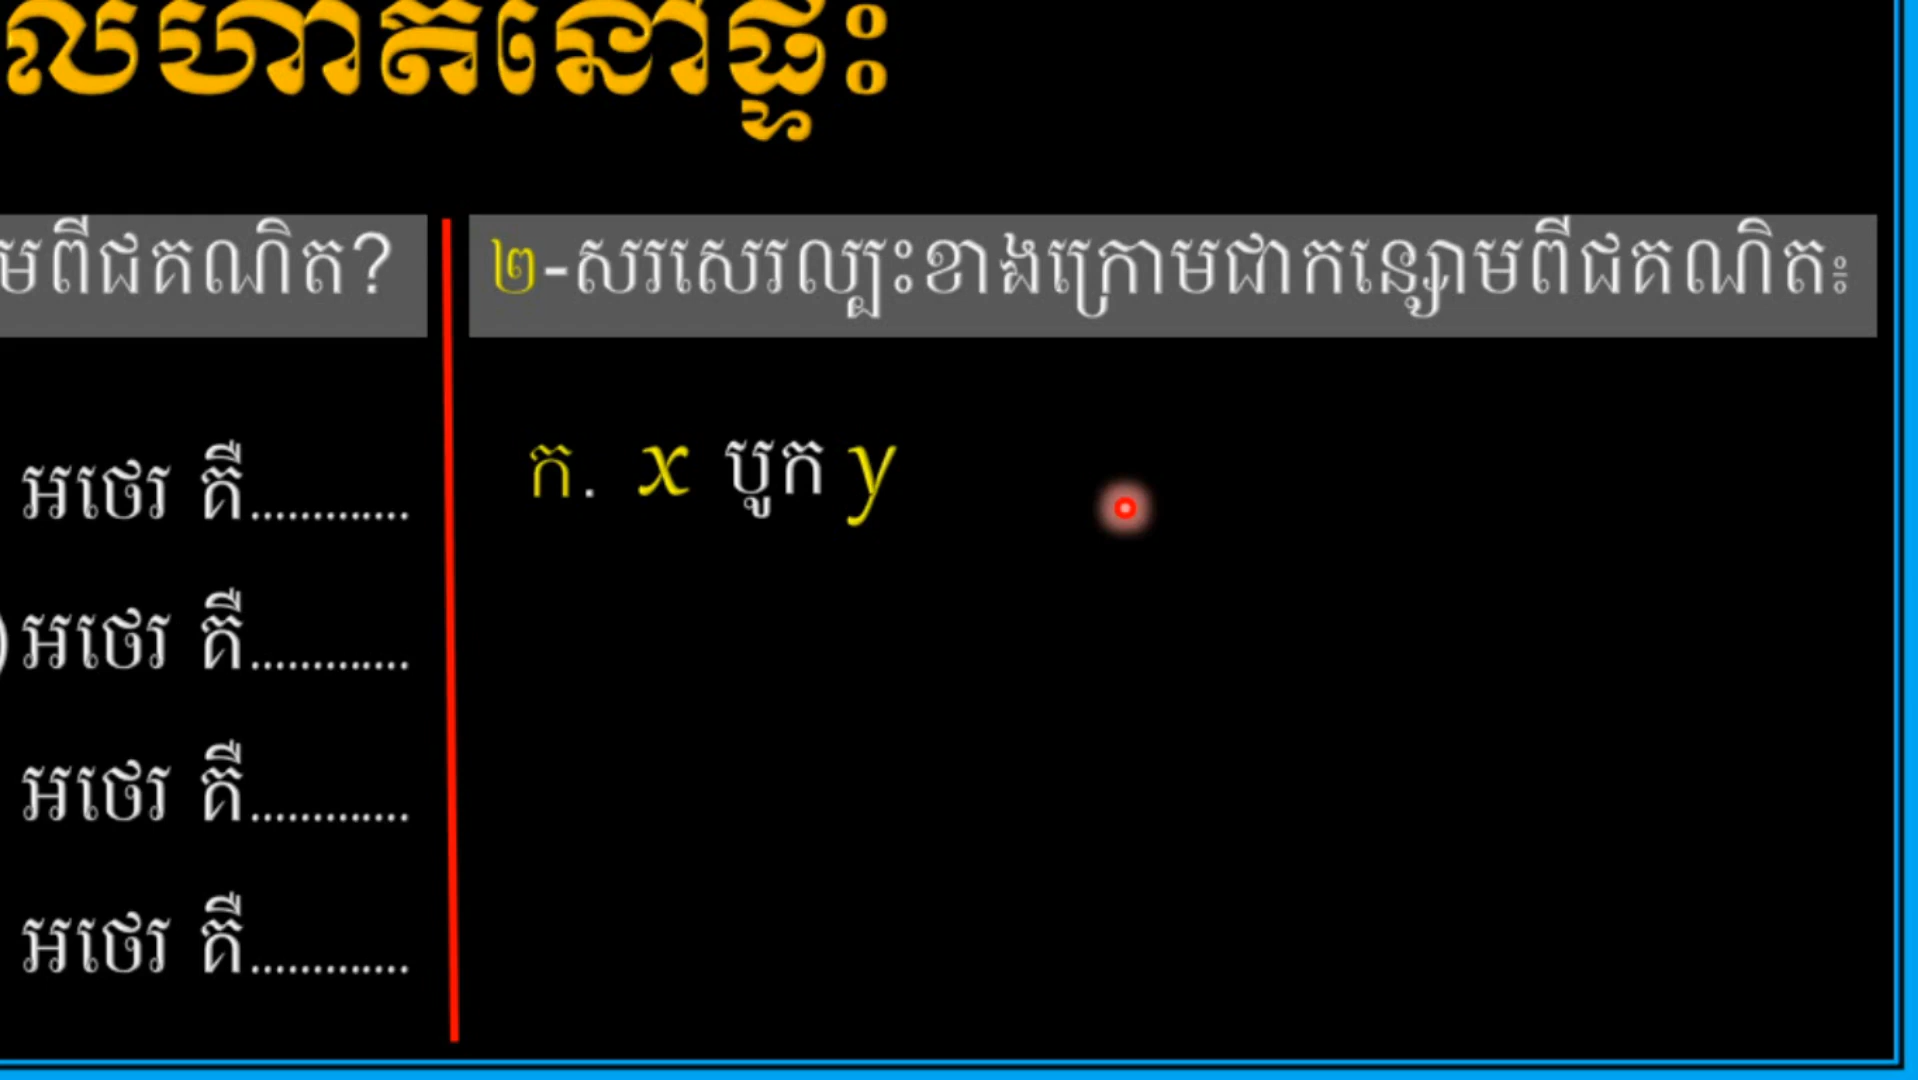 លំហាត់នៅផ្ទះ
មពីជគណិត?
អថេរ គឺ.............
)អថេរ គឺ.............
អថេរ គឺ.............
អថេរ គឺ.............
២-សរសេរល្បះខាងក្រោមជាកន្សោមពីជគណិត៖
ក. x បូក y